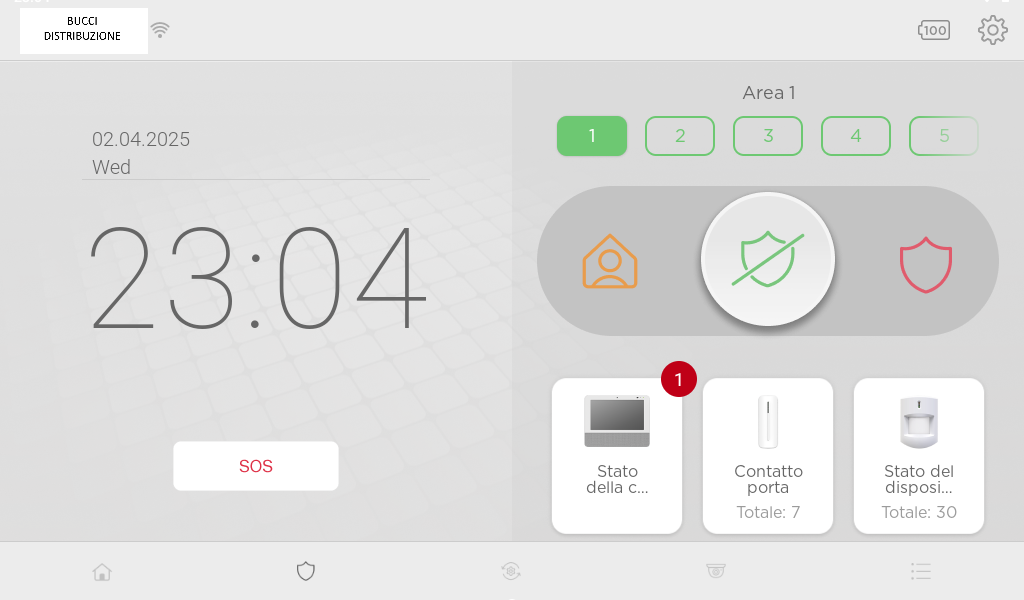 BUCCI
DISTRIBUZIONE
100
02.04.2025
Wed
23:04
SOS
Area 1
1
2
3
4
5
1
Stato
della c...
Contatto
porta
Totale: 7
Stato del
disposi...
Totale: 30